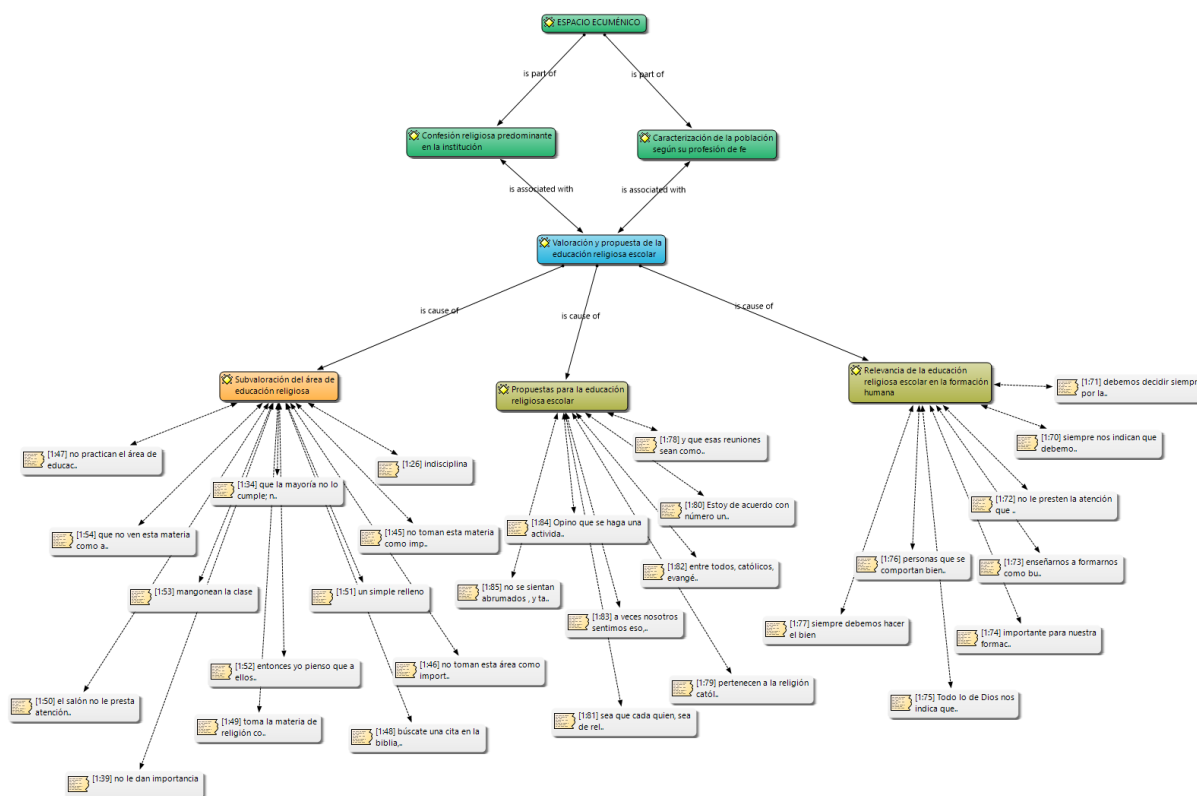 ESPACIO ECUMÉNICO
is part of
is part of
Confesión religiosa predominante
en la institución
Caracterización de la población
según su profesión de fe
is associated with
is associated with
Valoración y propuesta de la
educación religiosa escolar
is cause of
is cause of
is cause of
Subvaloración del área de
educación religiosa
Propuestas para la educación
religiosa escolar
Relevancia de la educación
religiosa escolar en la formación
humana
[1:71] debemos decidir siempre
por la..
[1:47] no practican el área de
educac..
[1:26] indisciplina
[1:78] y que esas reuniones
sean como..
[1:70] siempre nos indican que
debemo..
[1:34] que la mayoría no lo
cumple; n..
[1:80] Estoy de acuerdo con
número un..
[1:72] no le presten la atención
que ..
[1:54] que no ven esta materia
como a..
[1:45] no toman esta materia
como imp..
[1:84] Opino que se haga una
activida..
[1:82] entre todos, católicos,
evangé..
[1:76] personas que se
comportan bien..
[1:73] enseñarnos a formarnos
como bu..
[1:53] mangonean la clase
[1:51] un simple relleno
[1:85] no se sientan
abrumados , y ta..
[1:83] a veces nosotros
sentimos eso,..
[1:77] siempre debemos hacer
el bien
[1:74] importante para nuestra
formac..
[1:52] entonces yo pienso que a
ellos..
[1:46] no toman esta área como
import..
[1:79] pertenecen a la religión
catól..
[1:50] el salón no le presta
atención..
[1:49] toma la materia de
religión co..
[1:48] búscate una cita en la
biblia,..
[1:81] sea que cada quien, sea
de rel..
[1:75] Todo lo de Dios nos
indica que..
[1:39] no le dan importancia